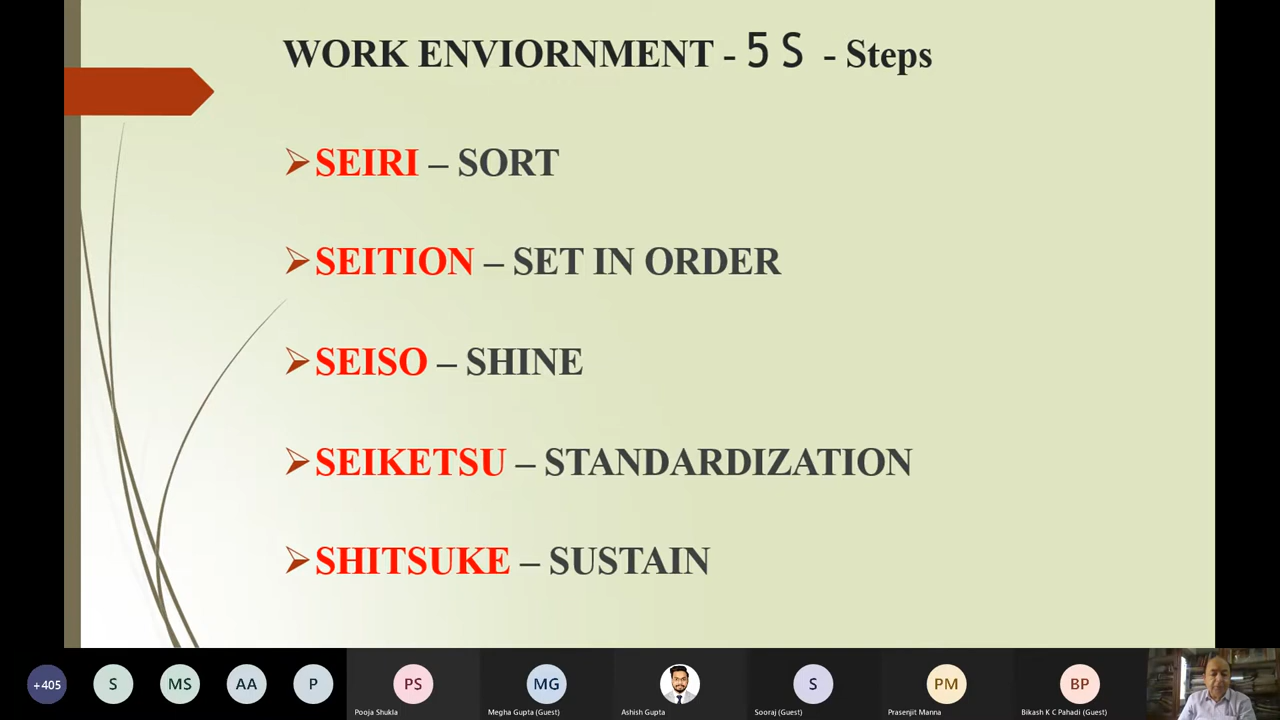 WORK ENVIORNMENT - 5 S - Steps
SEIRI – SORT
SEITION – SET IN ORDER
SEISO – SHINE
SEIKETSU – STANDARDIZATION
SHITSUKE – SUSTAIN
+405 S MS AA P PS MG S PM BP
Pooja Shukla Megha Gupta (Guest) Ashish Gupta Sooraj (Guest) Prasenjit Manna Bikash K C Pahadi (Guest)